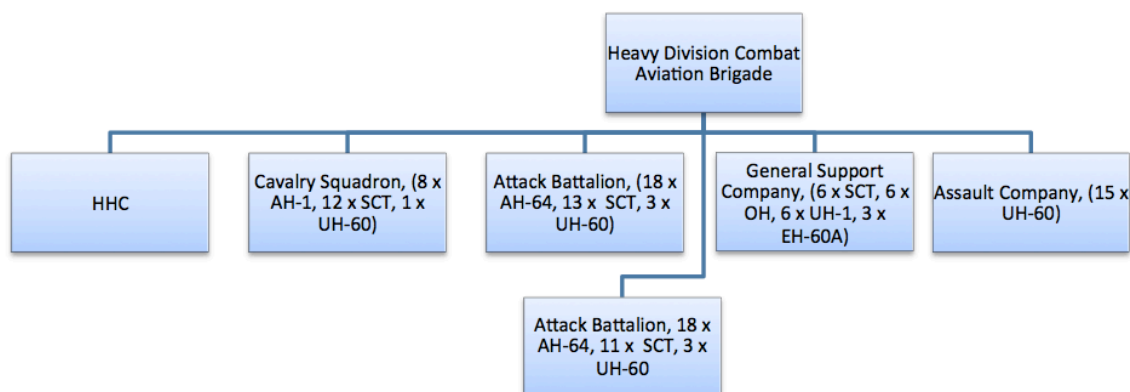 Heavy Division Combat
Aviation Brigade
HHC
Cavalry Squadron, (8 x
AH-1, 12 x SCT, 1 x
UH-60)
Attack Battalion, (18 x
AH-64, 13 x SCT, 3 x
UH-60)
General Support
Company, (6 x SCT, 6 x
OH, 6 x UH-1, 3 x
EH-60A)
Assault Company, (15 x
UH-60)
Attack Battalion, 18 x
AH-64, 11 x SCT, 3 x
UH-60